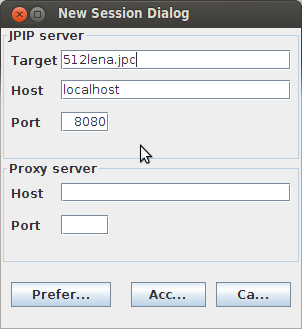 New Session Dialog
JPIP server
Target 512lena.jpc
Host localhost
Port 8080
Proxy server
Host
Port
Prefer... Acc... Ca...